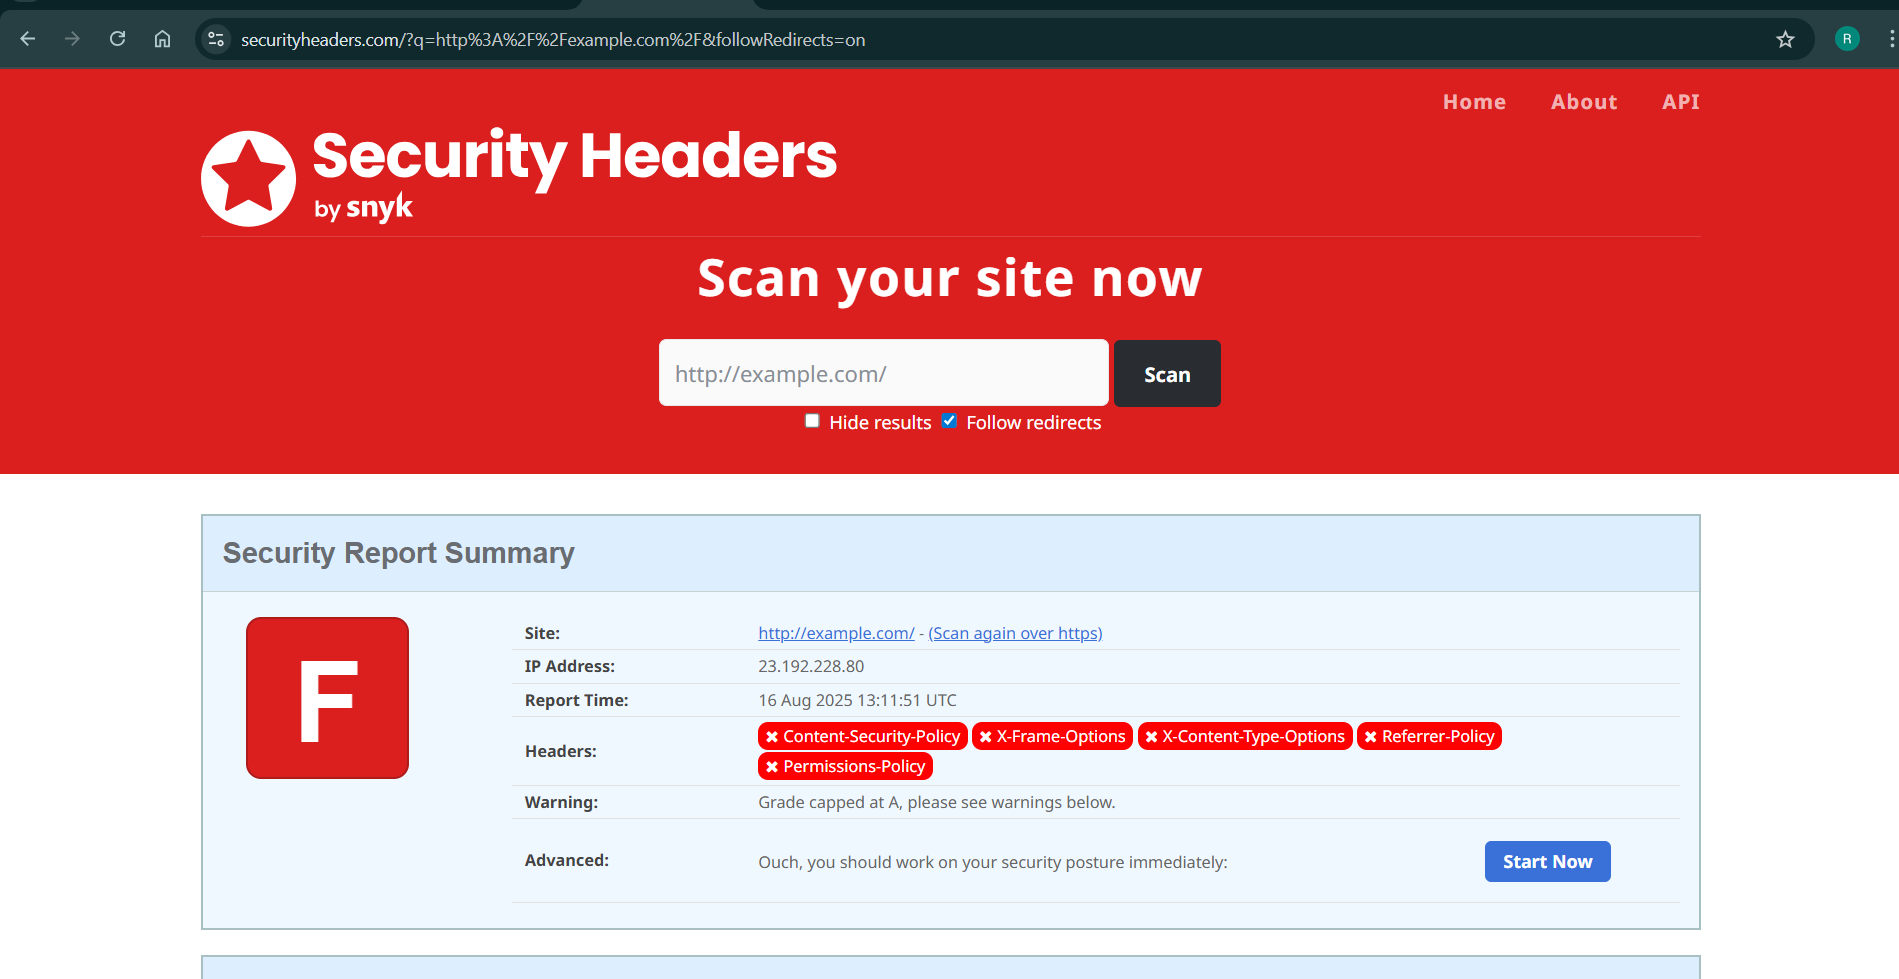 securityheaders.com/?q=http%3A%2F%2Fexample.com%2F&followRedirects=on
R
Home About API
Security Headers
by snyk
Scan your site now
http://example.com/ Scan
Hide results Follow redirects
Security Report Summary
F
Site: http://example.com/ - (Scan again over https)
IP Address: 23.192.228.80
Report Time: 16 Aug 2025 13:11:51 UTC
Headers: ✖ Content-Security-Policy ✖ X-Frame-Options ✖ X-Content-Type-Options ✖ Referrer-Policy
✖ Permissions-Policy
Warning: Grade capped at A, please see warnings below.
Advanced: Ouch, you should work on your security posture immediately: Start Now